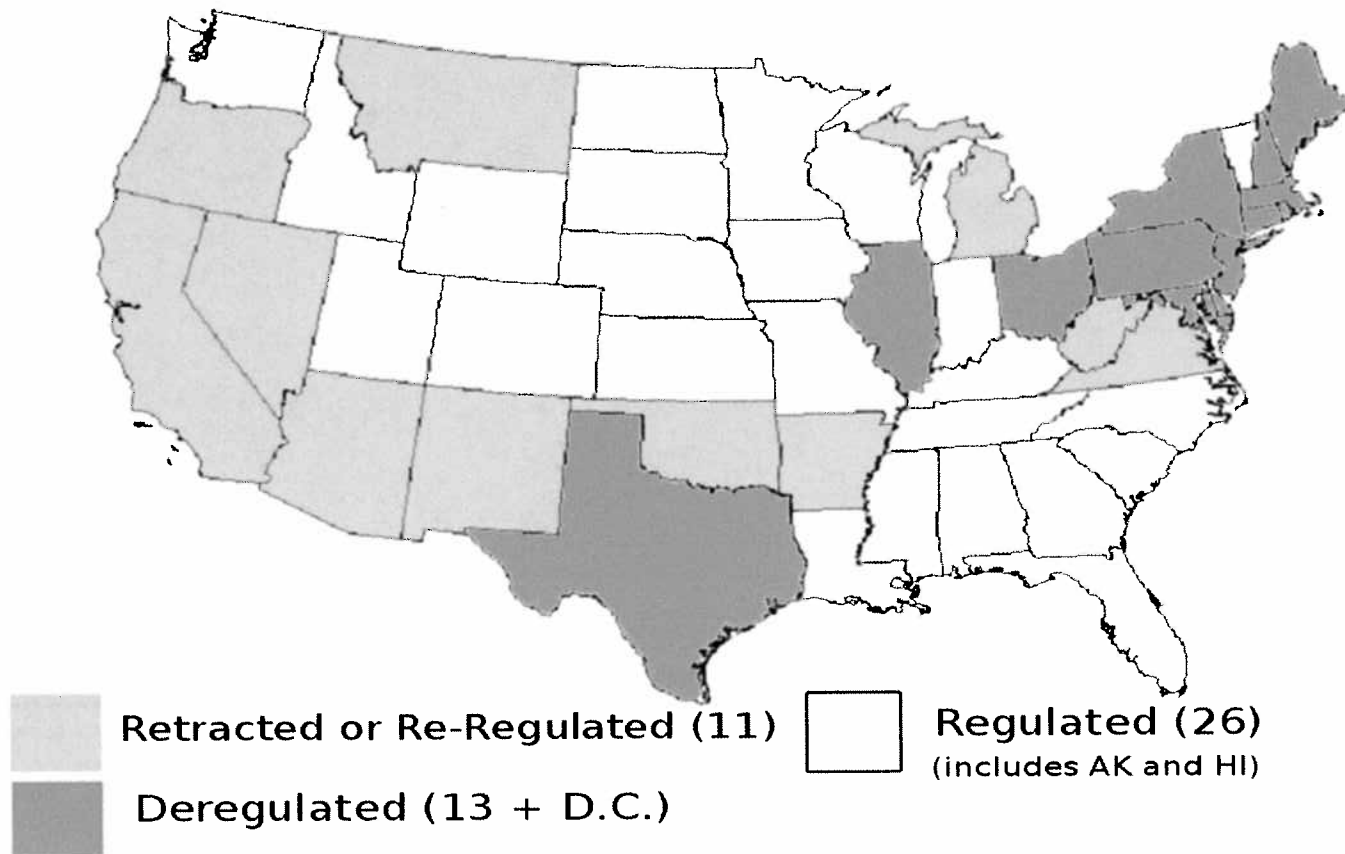 Retracted or Re-Regulated (11)
Regulated (26)
(includes AK and HI)
Deregulated (13 + D.C.)